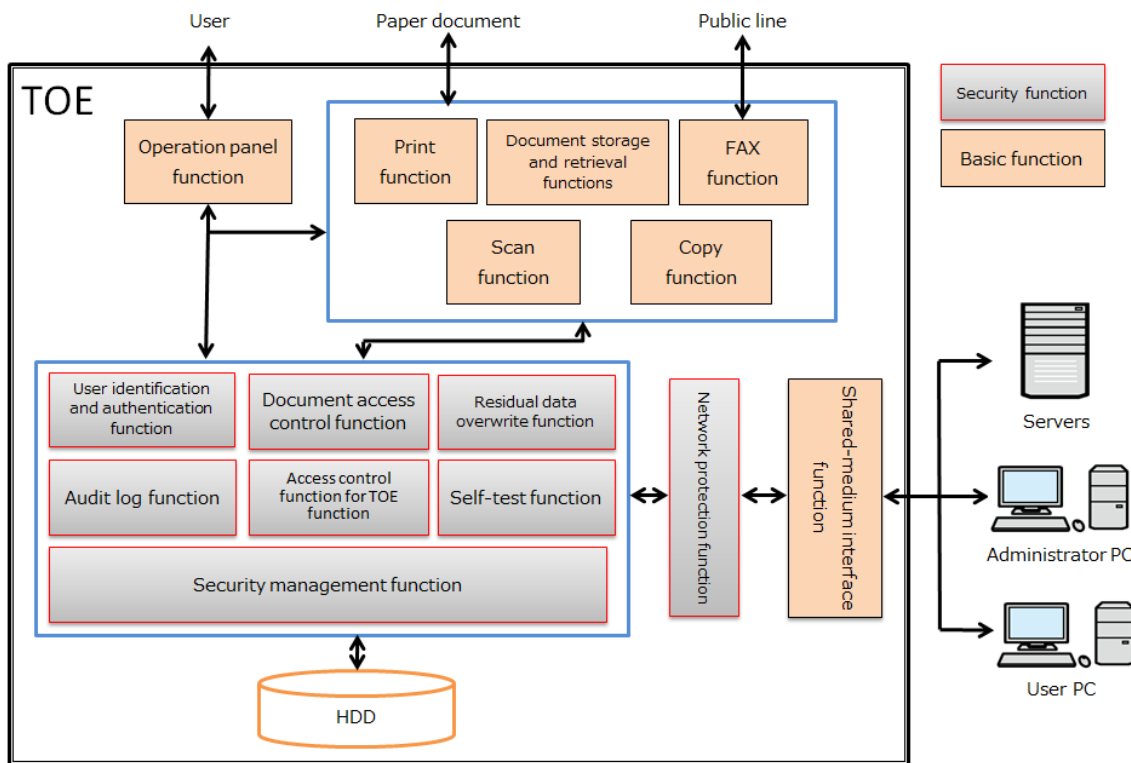 User
Paper document
Public line
TOE
Security function
Basic function
Operation panel
function
Print
function
Document storage
and retrieval
functions
FAX
function
Scan
function
Copy
function
User identification
and authentication
function
Document access
control function
Residual data
overwrite function
Audit log function
Access control
function for TOE
function
Self-test function
Security management function
Network protection function
Shared-medium interface
function
Servers
Administrator PC
User PC
HDD